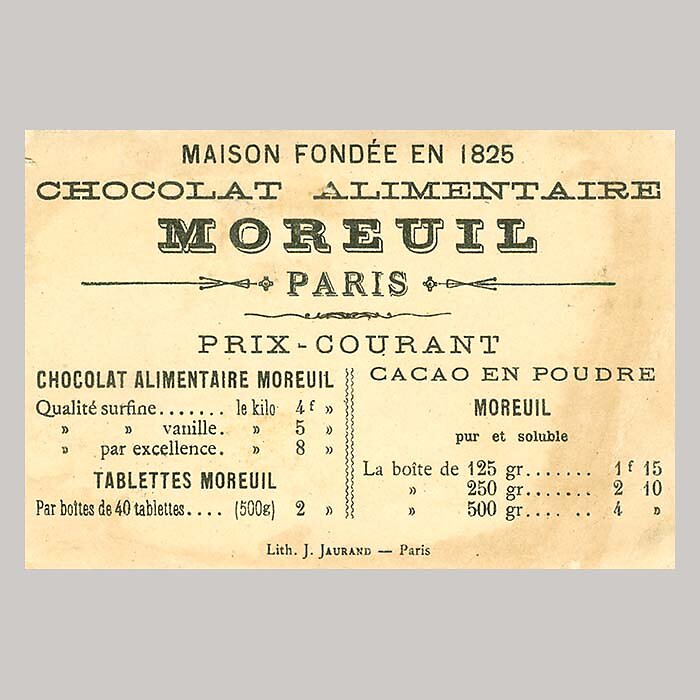 MAISON FONDÉE EN 1825
CHOCOLAT ALIMENTAIRE
MOREUIL
PARIS
PRIX-COURANT
CHOCOLAT ALIMENTAIRE MOREUIL
Qualité surfine....... le kilo 4 f »
» » vanille. » 5 »
» par excellence. » 8 »
TABLETTES MOREUIL
Par boîtes de 40 tablettes.... (500g) 2 »
CACAO EN POUDRE
MOREUIL
pur et soluble
La boîte de 125 gr....... 1 f 15
» 250 gr....... 2 10
» 500 gr....... 4 »
Lith. J. JAURAND — Paris